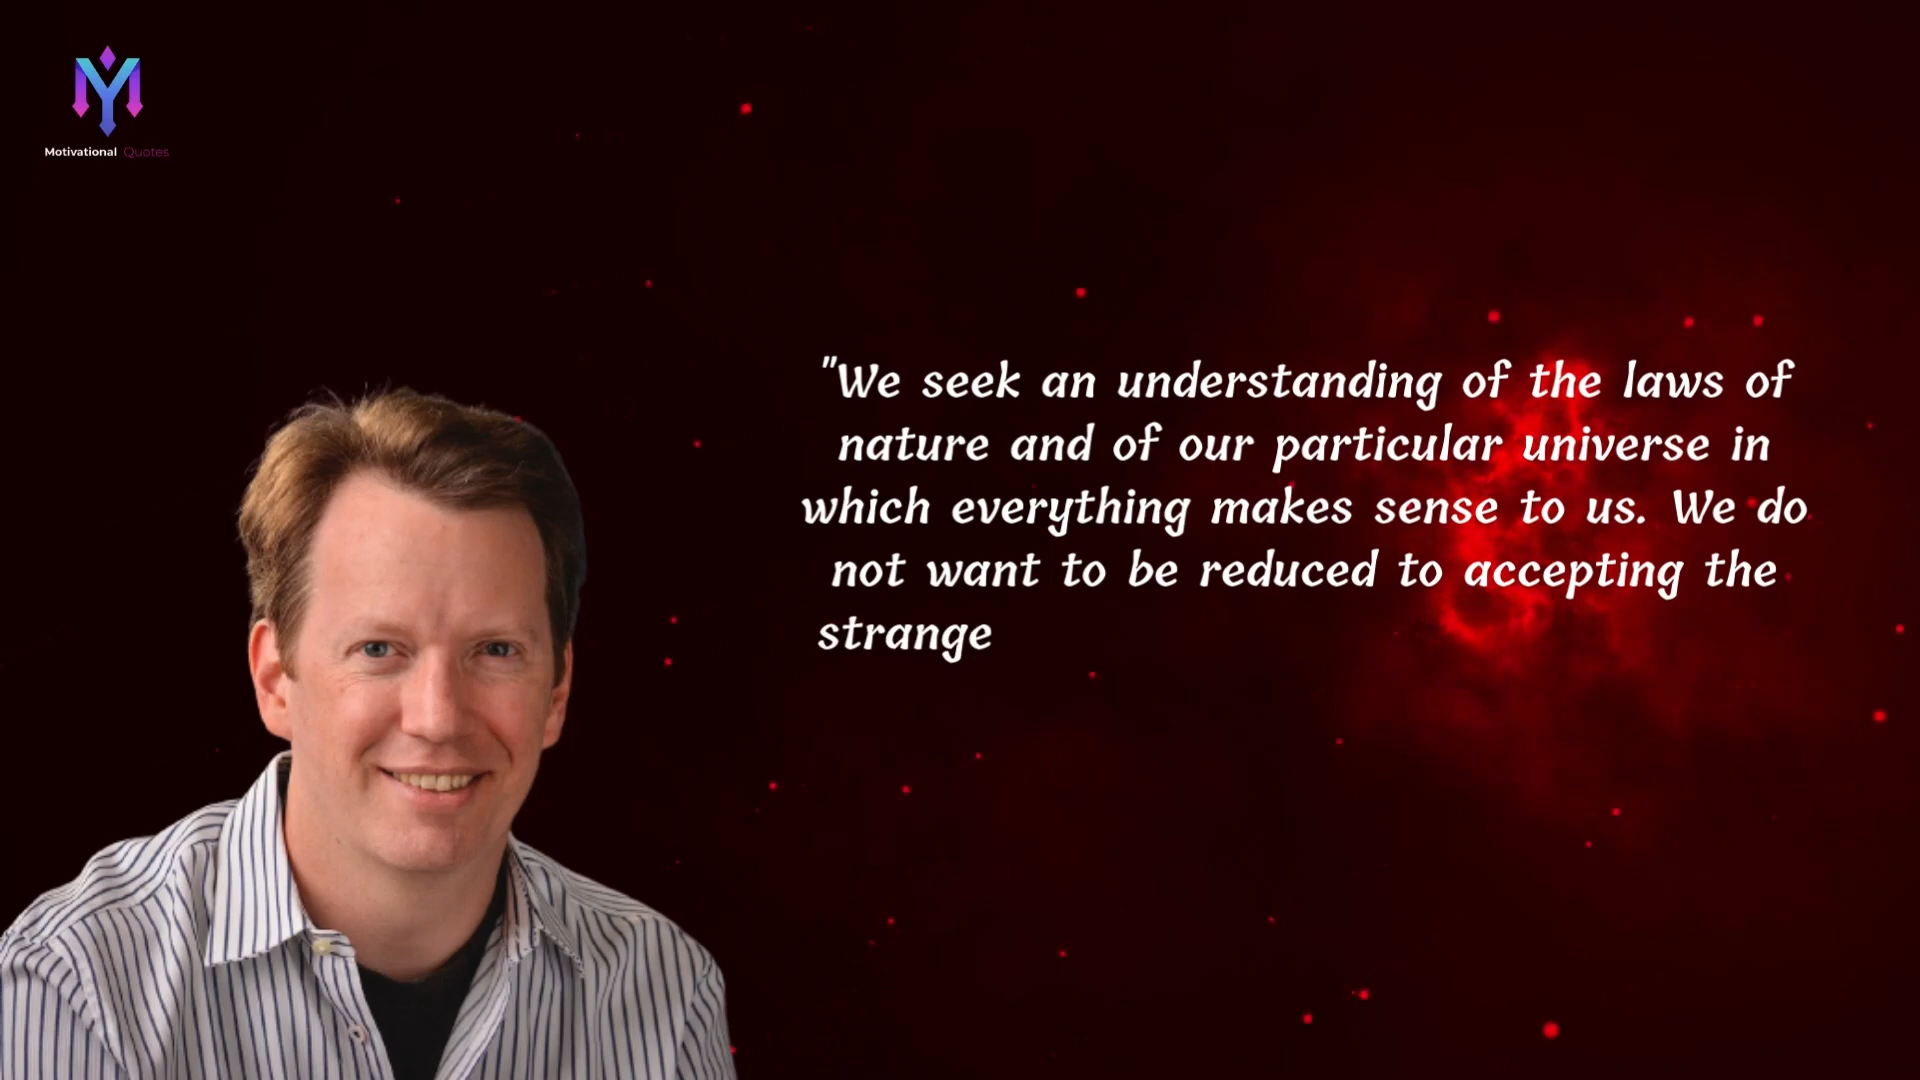 Motivational Quotes
"We seek an understanding of the laws of
nature and of our particular universe in
which everything makes sense to us. We do
not want to be reduced to accepting the
strange